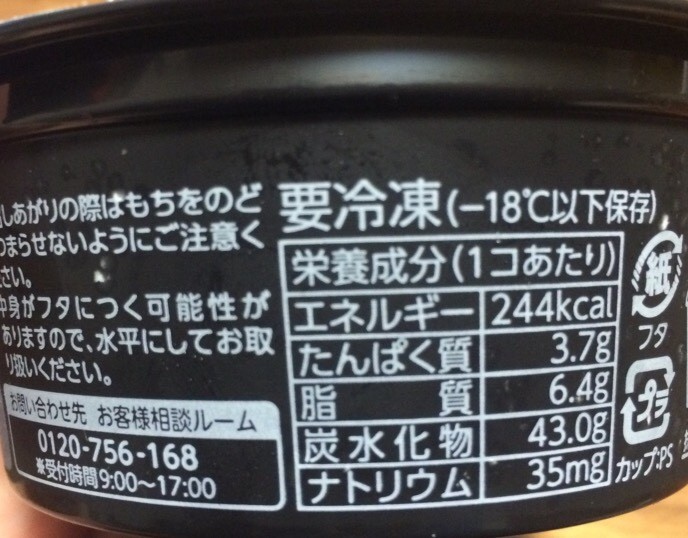 しあがりの際はもちをのど
つまらせないようにご注意く
ださい。
中身がフタにつく可能性が
ありますので、水平にしてお取
り扱いください。
お問い合わせ先 お客様相談ルーム
0120-756-168
※受付時間9:00〜17:00
要冷凍(−18℃以下保存)
栄養成分(1コあたり)
エネルギー 244kcal
たんぱく質 3.7g
脂質 6.4g
炭水化物 43.0g
ナトリウム 35mg
紙
フタ
プラ
カップ:PS